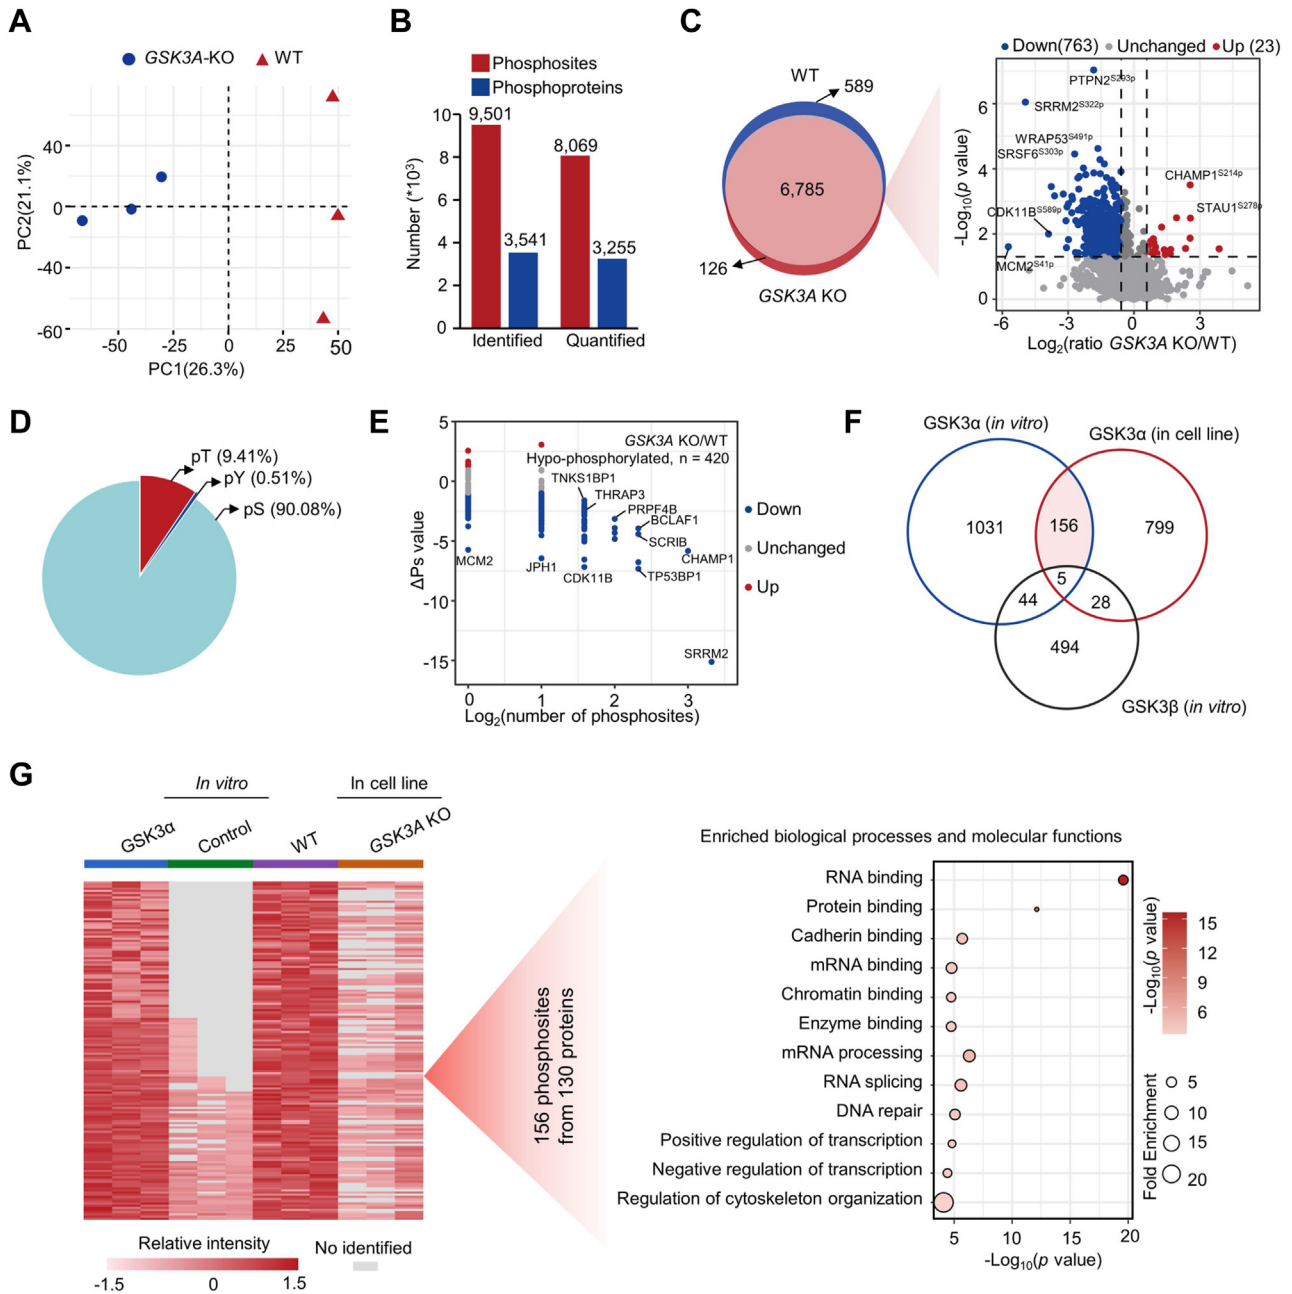 A
GSK3A-KO
WT
PC2(21.1%)
40
0
-40
-60
-50
-25
0
25
50
PC1(26.3%)
B
Phosphosites
Phosphoproteins
Number (*10³)
10
8
6
4
2
0
9,501
3,541
8,069
3,255
Identified
Quantified
C
WT
589
6,785
126
GSK3A KO
Down(763)
Unchanged
Up (23)
-Log₁₀(p value)
6
4
2
0
PTPN2S293p
SRRM2S322p
WRAP53S491p
SRSF6S303p
CHAMP1S214p
STAU1S278p
CDK11BS589p
MCM2S41p
-6
-3
0
3
Log₂(ratio GSK3A KO/WT)
D
pT (9.41%)
pY (0.51%)
pS (90.08%)
E
GSK3A KO/WT
Hypo-phosphorylated, n = 420
ΔPs value
5
0
-5
-10
-15
TNKS1BP1
THRAP3
PRPF4B
BCLAF1
SCRIB
CHAMP1
MCM2
JPH1
CDK11B
TP53BP1
SRRM2
0
1
2
3
Log₂(number of phosphosites)
Down
Unchanged
Up
F
GSK3α (in vitro)
GSK3α (in cell line)
1031
156
799
5
44
28
494
GSK3β (in vitro)
G
In vitro
In cell line
GSK3α
Control
WT
GSK3A KO
156 phosphosites
from 130 proteins
Relative intensity
-1.5
0
1.5
No identified
Enriched biological processes and molecular functions
RNA binding
Protein binding
Cadherin binding
mRNA binding
Chromatin binding
Enzyme binding
mRNA processing
RNA splicing
DNA repair
Positive regulation of transcription
Negative regulation of transcription
Regulation of cytoskeleton organization
5
10
15
20
-Log₁₀(p value)
-Log₁₀(p value)
15
12
9
6
Fold Enrichment
5
10
15
20